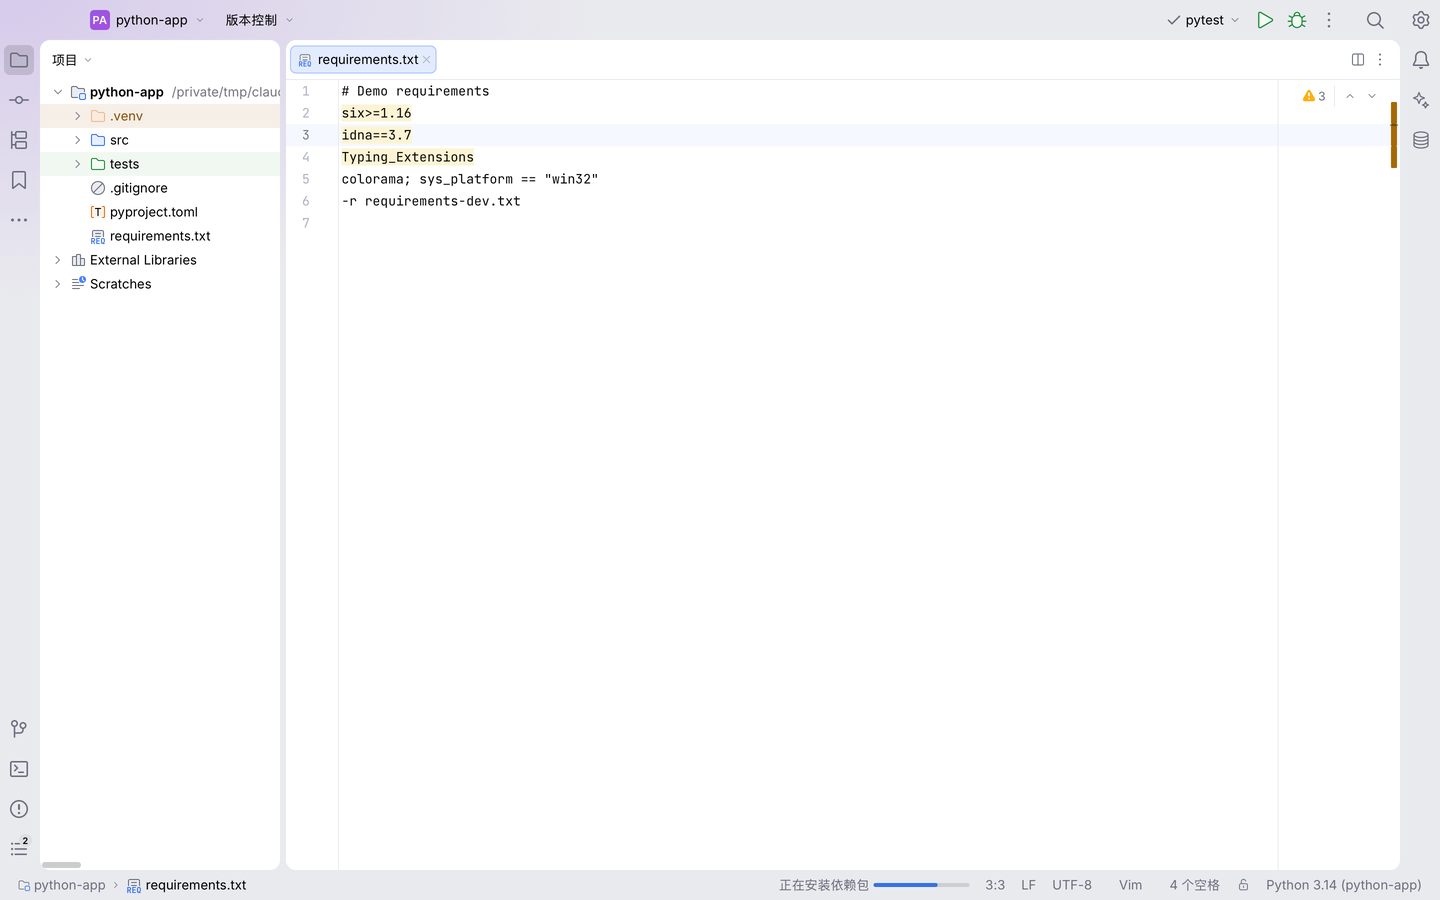 PA python-app 版本控制 pytest
项目
requirements.txt
python-app /private/tmp/clau
.venv
src
tests
.gitignore
pyproject.toml
requirements.txt
External Libraries
Scratches
1 # Demo requirements
2 six>=1.16
3 idna==3.7
4 Typing_Extensions
5 colorama; sys_platform == "win32"
6 -r requirements-dev.txt
7
3
2
python-app requirements.txt 正在安装依赖包 3:3 LF UTF-8 Vim 4 个空格 Python 3.14 (python-app)